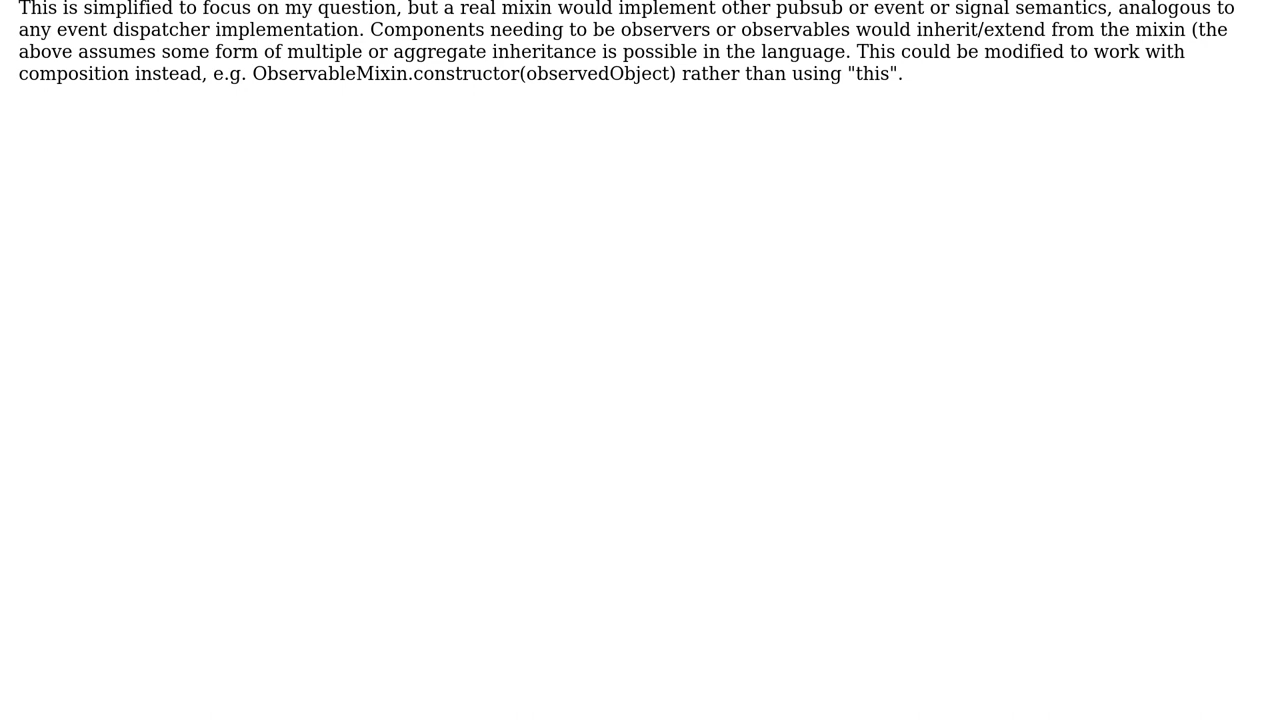 This is simplified to focus on my question, but a real mixin would implement other pubsub or event or signal semantics, analogous to
any event dispatcher implementation. Components needing to be observers or observables would inherit/extend from the mixin (the
above assumes some form of multiple or aggregate inheritance is possible in the language. This could be modified to work with
composition instead, e.g. ObservableMixin.constructor(observedObject) rather than using "this".